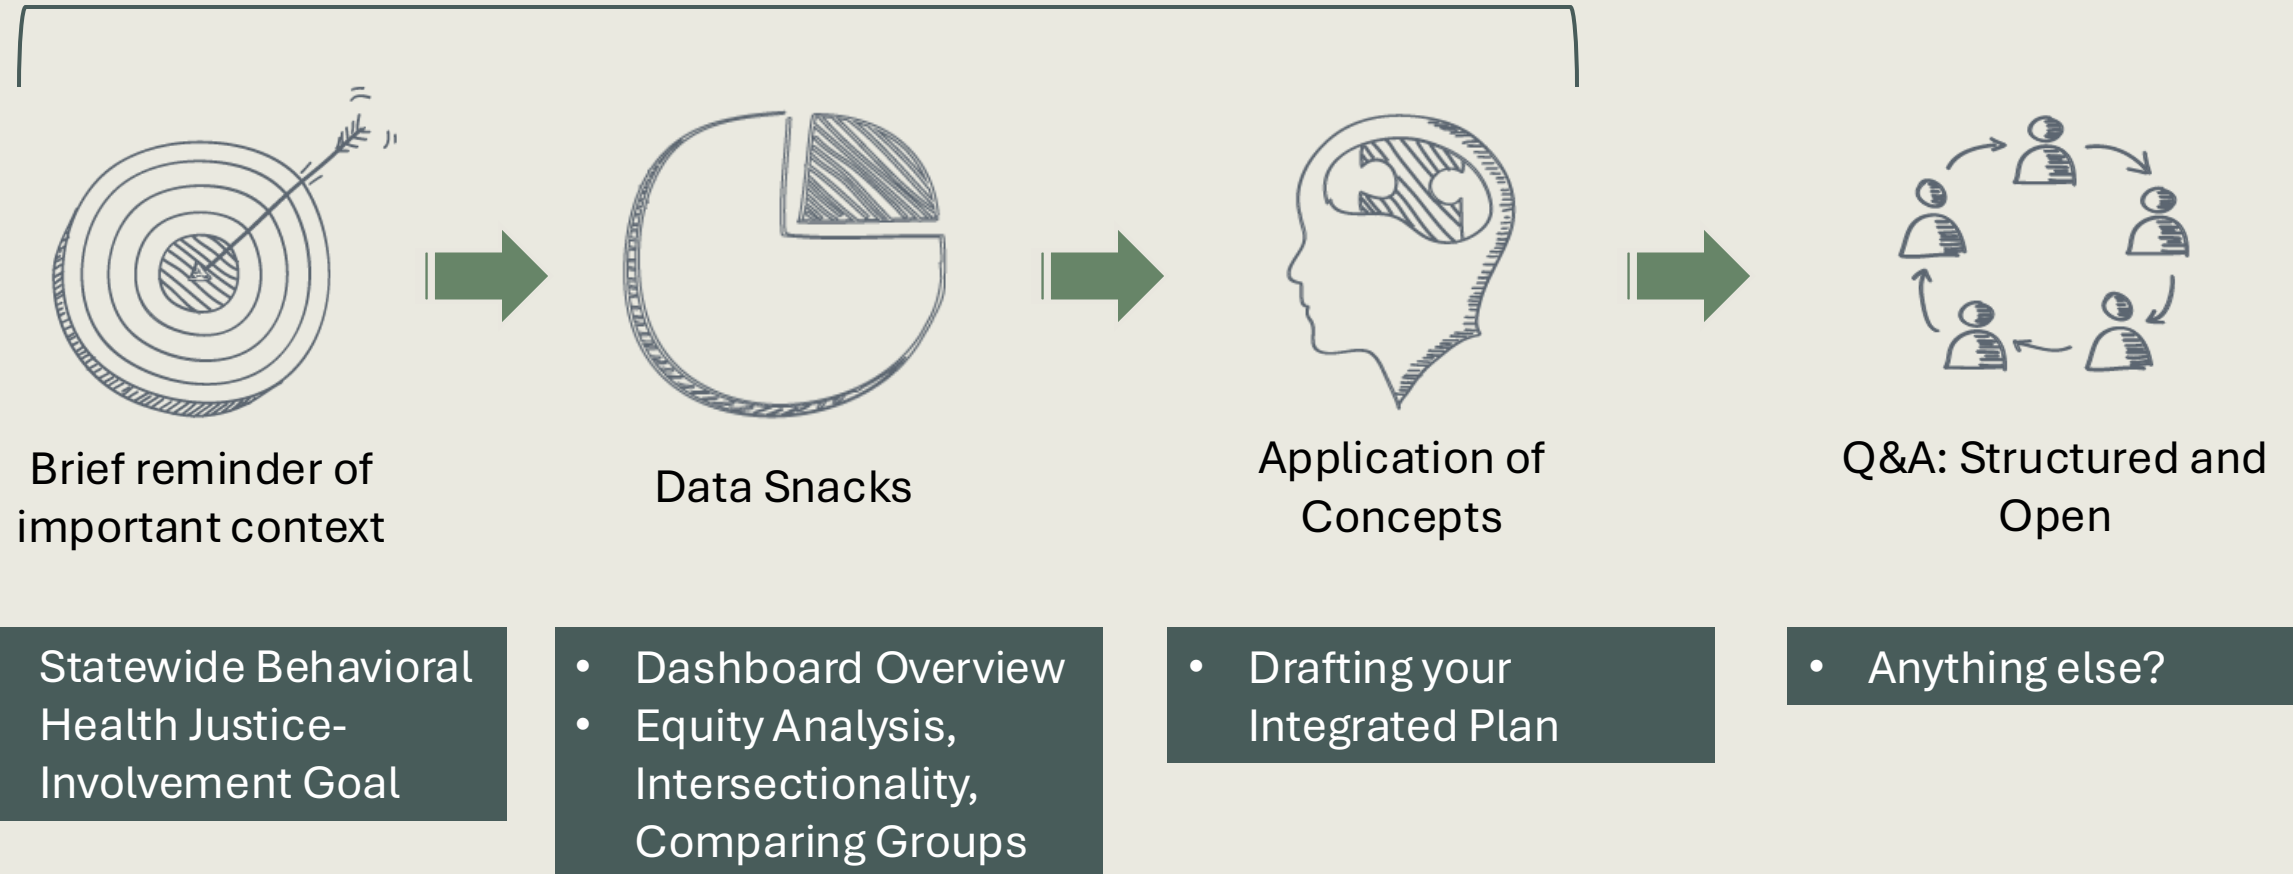 Brief reminder of
important context
Data Snacks
Application of
Concepts
Q&A: Structured and
Open
Statewide Behavioral
Health Justice-
Involvement Goal
• Dashboard Overview
• Equity Analysis,
Intersectionality,
Comparing Groups
• Drafting your
Integrated Plan
• Anything else?